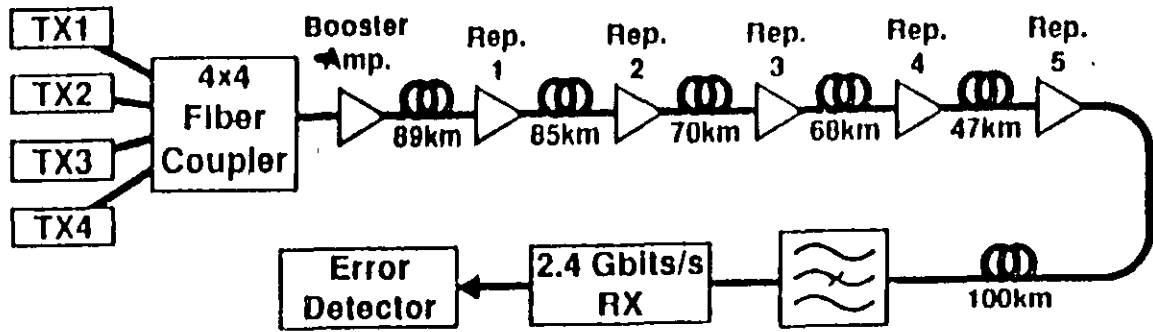 TX1
TX2
TX3
TX4
4x4
Fiber
Coupler
Booster
Amp.
89km
Rep.
1
85km
Rep.
2
70km
Rep.
3
68km
Rep.
4
47km
Rep.
5
100km
2.4 Gbits/s
RX
Error
Detector